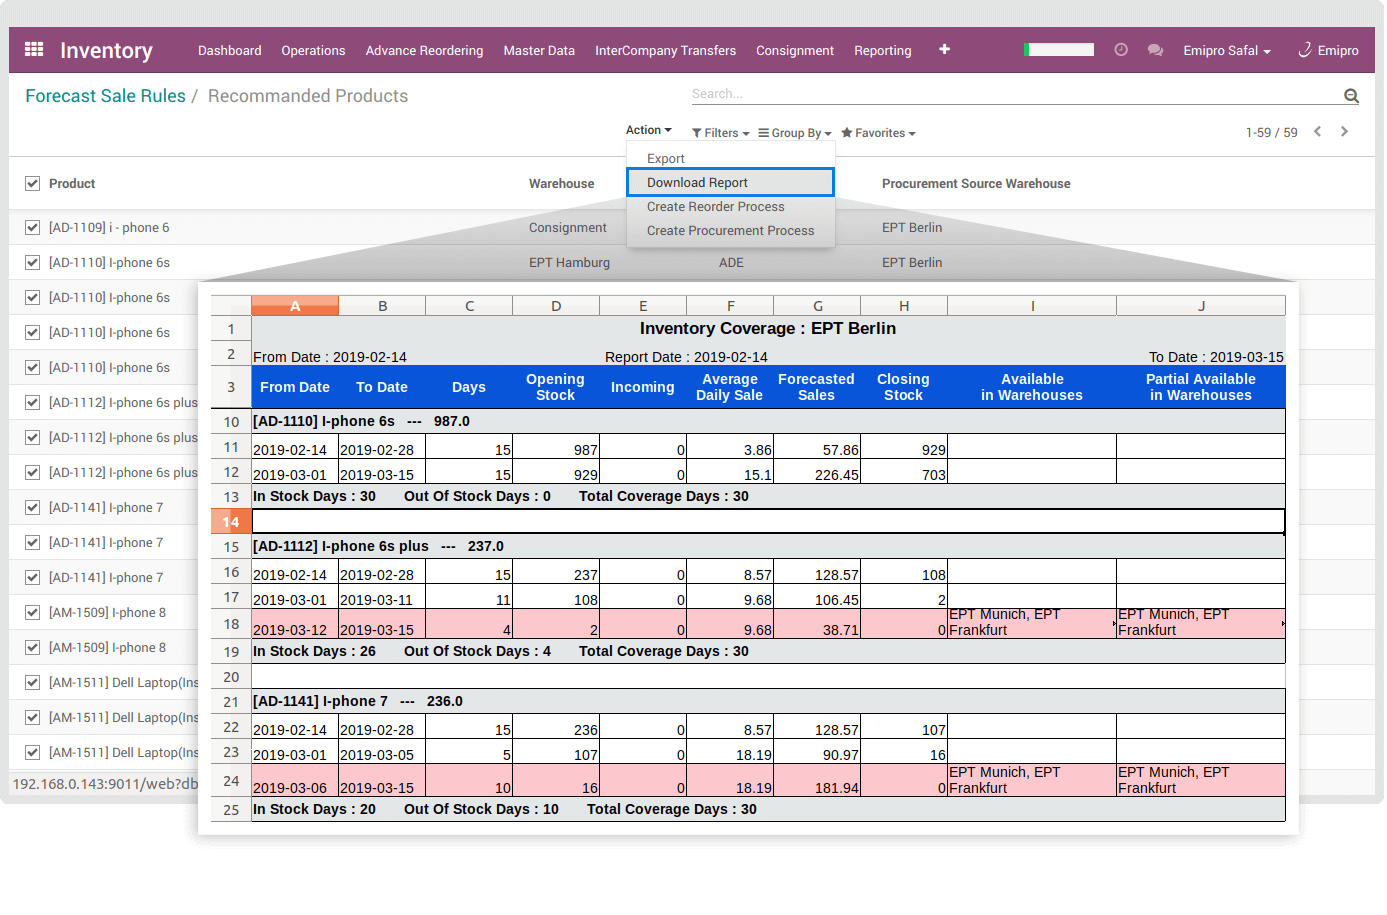 Inventory Dashboard Operations Advance Reordering Master Data InterCompany Transfers Consignment Reporting + Emipro Safal Emipro
Forecast Sale Rules / Recommanded Products Search...
Action Filters Group By Favorites 1-59 / 59
Export
Download Report
Create Reorder Process
Create Procurement Process
Product Warehouse Procurement Source Warehouse
[AD-1109] i - phone 6 Consignment EPT Berlin
[AD-1110] I-phone 6s EPT Hamburg ADE EPT Berlin
[AD-1110] I-phone 6s
[AD-1110] I-phone 6s
[AD-1110] I-phone 6s
[AD-1112] I-phone 6s plus
[AD-1112] I-phone 6s plus
[AD-1112] I-phone 6s plus
[AD-1141] I-phone 7
[AD-1141] I-phone 7
[AD-1141] I-phone 7
[AM-1509] I-phone 8
[AM-1509] I-phone 8
[AM-1511] Dell Laptop(Ins
[AM-1511] Dell Laptop(Ins
[AM-1511] Dell Laptop(Ins
192.168.0.143:9011/web?db
A B C D E F G H I J
1 Inventory Coverage : EPT Berlin
2 From Date : 2019-02-14 Report Date : 2019-02-14 To Date : 2019-03-15
3 From Date To Date Days Opening Stock Incoming Average Daily Sale Forecasted Sales Closing Stock Available in Warehouses Partial Available in Warehouses
10 [AD-1110] I-phone 6s --- 987.0
11 2019-02-14 2019-02-28 15 987 0 3.86 57.86 929
12 2019-03-01 2019-03-15 15 929 0 15.1 226.45 703
13 In Stock Days : 30 Out Of Stock Days : 0 Total Coverage Days : 30
14
15 [AD-1112] I-phone 6s plus --- 237.0
16 2019-02-14 2019-02-28 15 237 0 8.57 128.57 108
17 2019-03-01 2019-03-11 11 108 0 9.68 106.45 2
18 2019-03-12 2019-03-15 4 2 0 9.68 38.71 0 EPT Munich, EPT Frankfurt EPT Munich, EPT Frankfurt
19 In Stock Days : 26 Out Of Stock Days : 4 Total Coverage Days : 30
20
21 [AD-1141] I-phone 7 --- 236.0
22 2019-02-14 2019-02-28 15 236 0 8.57 128.57 107
23 2019-03-01 2019-03-05 5 107 0 18.19 90.97 16
24 2019-03-06 2019-03-15 10 16 0 18.19 181.94 0 EPT Munich, EPT Frankfurt EPT Munich, EPT Frankfurt
25 In Stock Days : 20 Out Of Stock Days : 10 Total Coverage Days : 30